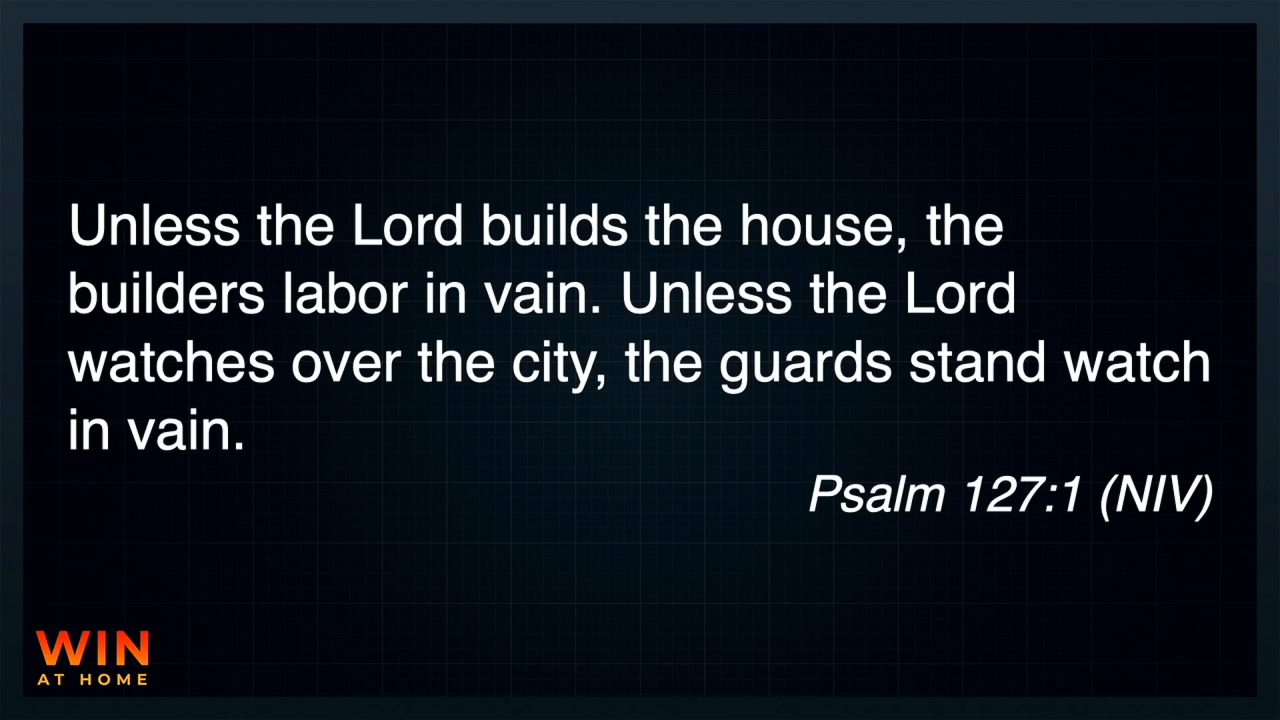 Unless the Lord builds the house, the
builders labor in vain. Unless the Lord
watches over the city, the guards stand watch
in vain.
Psalm 127:1 (NIV)
WIN
AT HOME